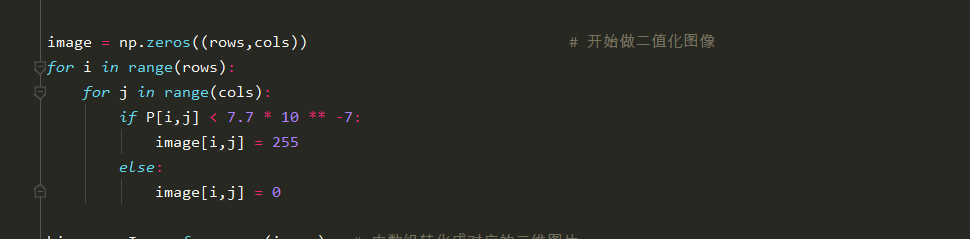 image = np.zeros((rows,cols)) # 开始做二值化图像
for i in range(rows):
for j in range(cols):
if P[i,j] < 7.7 * 10 ** -7:
image[i,j] = 255
else:
image[i,j] = 0